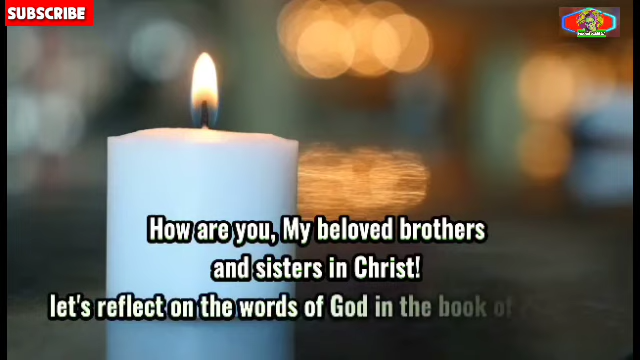 SUBSCRIBE
How are you, My beloved brothers
and sisters in Christ!
let's reflect on the words of God in the book of